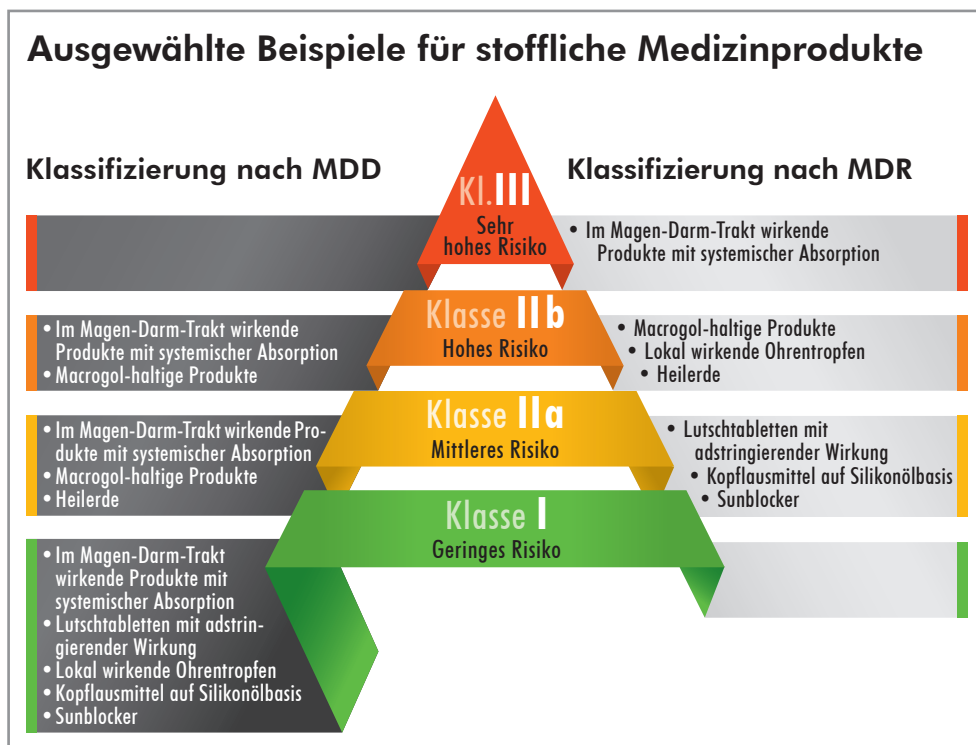 Ausgewählte Beispiele für stoffliche Medizinprodukte
Klassifizierung nach MDD
Klassifizierung nach MDR
Kl.III
Sehr
hohes Risiko
• Im Magen-Darm-Trakt wirkende
Produkte mit systemischer Absorption
• Im Magen-Darm-Trakt wirkende
Produkte mit systemischer Absorption
• Macrogol-haltige Produkte
Klasse IIb
Hohes Risiko
• Macrogol-haltige Produkte
• Lokal wirkende Ohrentropfen
• Heilerde
• Im Magen-Darm-Trakt wirkende Pro-
dukte mit systemischer Absorption
• Macrogol-haltige Produkte
• Heilerde
Klasse IIa
Mittleres Risiko
• Lutschtabletten mit
adstringierender Wirkung
• Kopflausmittel auf Silikonölbasis
• Sunblocker
Klasse I
Geringes Risiko
• Im Magen-Darm-Trakt
wirkende Produkte mit
systemischer Absorption
• Lutschtabletten mit adstrin-
gierender Wirkung
• Lokal wirkende Ohrentropfen
• Kopflausmittel auf Silikonölbasis
• Sunblocker